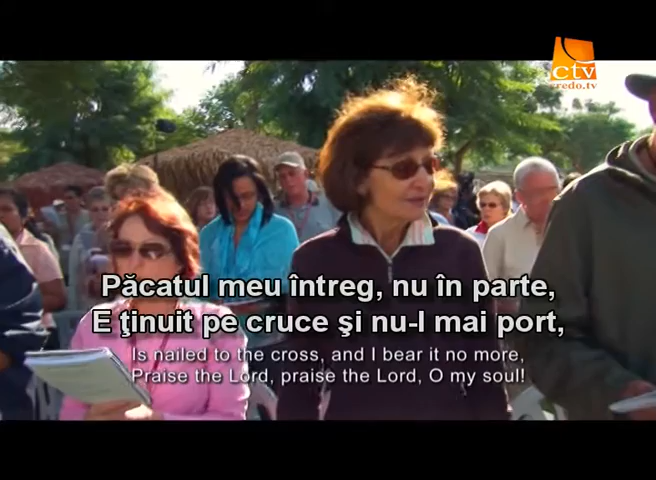 ctv
credo.tv
Păcatul meu întreg, nu în parte,
E ţinuit pe cruce şi nu-l mai port,
Is nailed to the cross, and I bear it no more,
Praise the Lord, praise the Lord, O my soul!